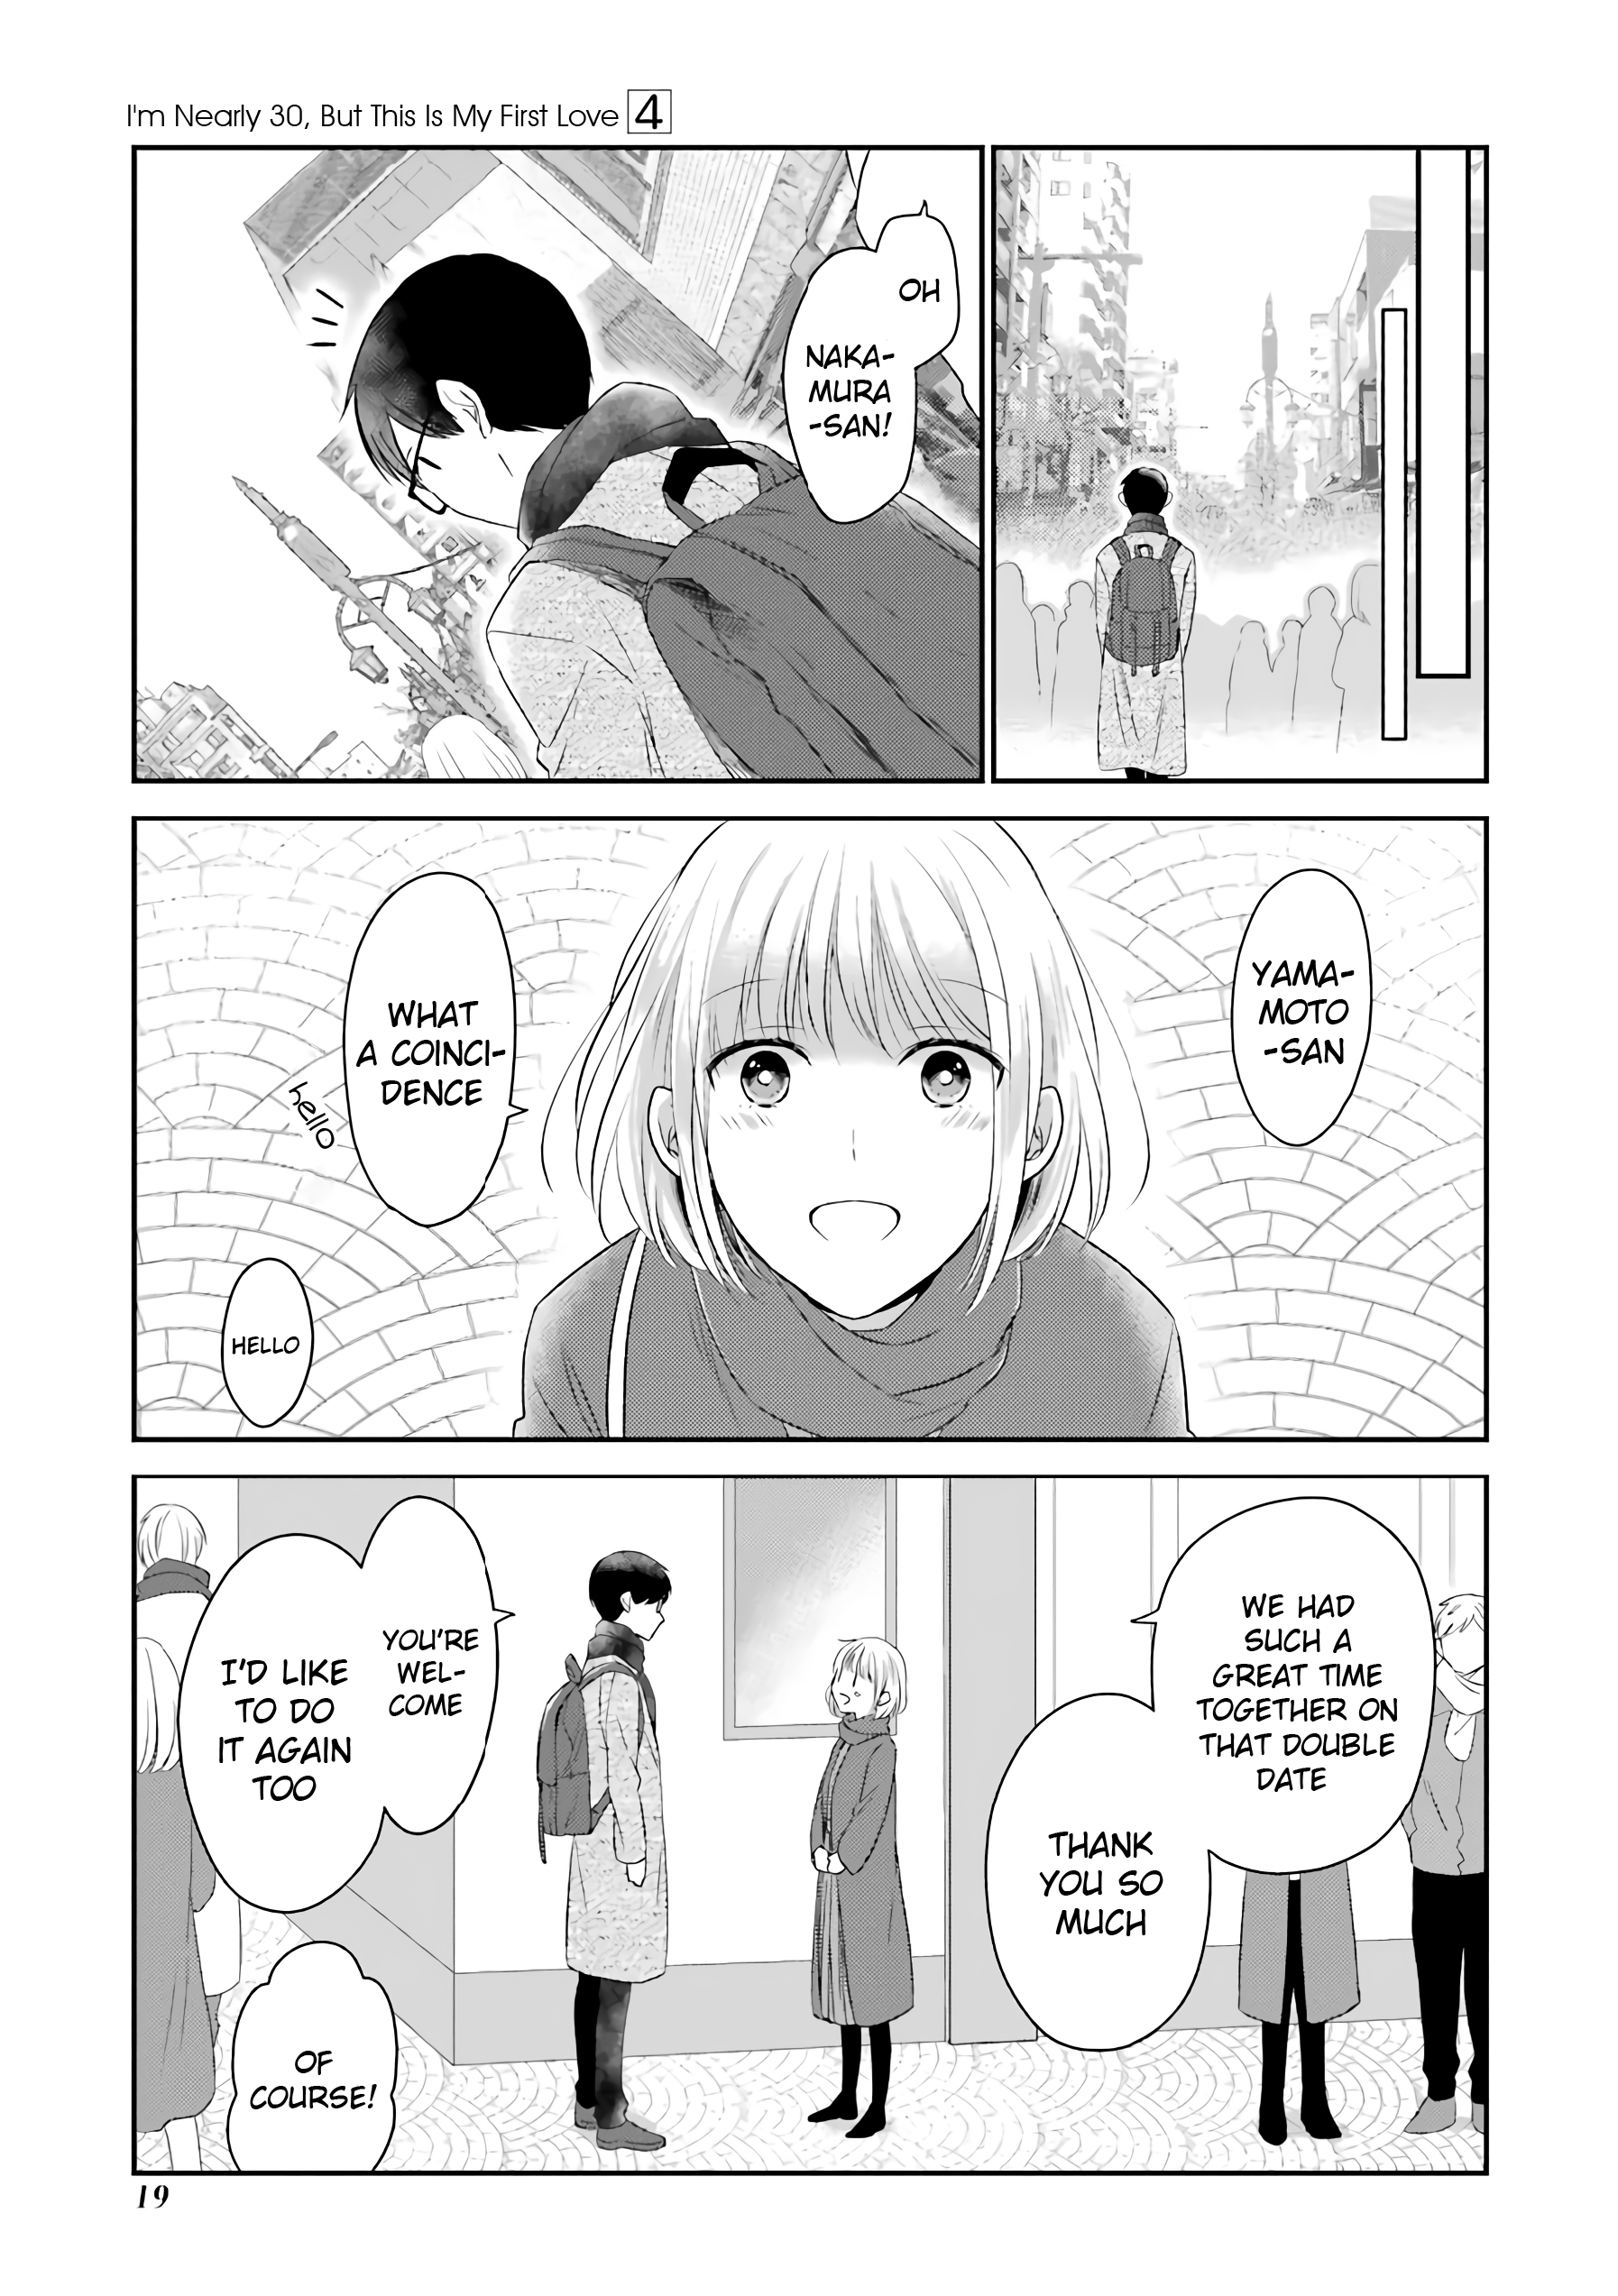 I'm Nearly 30, But This Is My First Love 4
OH
NAKA-
MURA
-SAN!
YAMA-
MOTO
-SAN
WHAT
A COINCI-
DENCE
hello
HELLO
WE HAD
SUCH A
GREAT TIME
TOGETHER ON
THAT DOUBLE
DATE
THANK
YOU SO
MUCH
YOU'RE
WEL-
COME
I'D LIKE
TO DO
IT AGAIN
TOO
OF
COURSE!
19